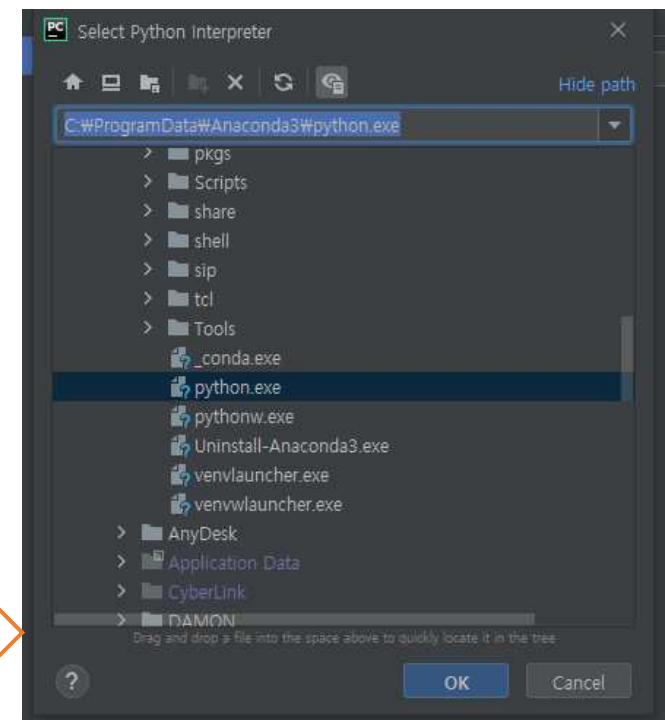 PC Select Python Interpreter
Hide path
C:₩ProgramData₩Anaconda3₩python.exe
pkgs
Scripts
share
shell
sip
tcl
Tools
_conda.exe
python.exe
pythonw.exe
Uninstall-Anaconda3.exe
venvlauncher.exe
venvwlauncher.exe
AnyDesk
Application Data
CyberLink
DAMON
Drag and drop a file into the space above to quickly locate it in the tree
? OK Cancel